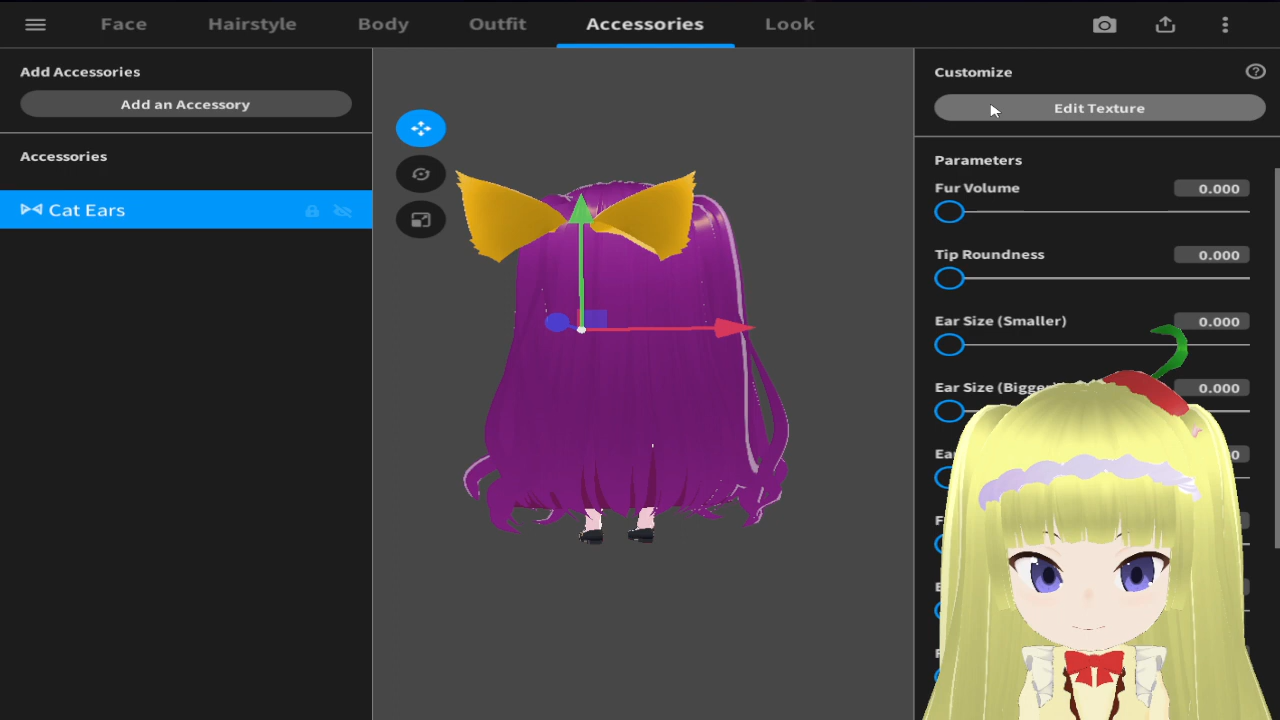 Face Hairstyle Body Outfit Accessories Look
Add Accessories
Add an Accessory
Accessories
Cat Ears
Customize
Edit Texture
Parameters
Fur Volume 0.000
Tip Roundness 0.000
Ear Size (Smaller) 0.000
Ear Size (Bigger 0.000